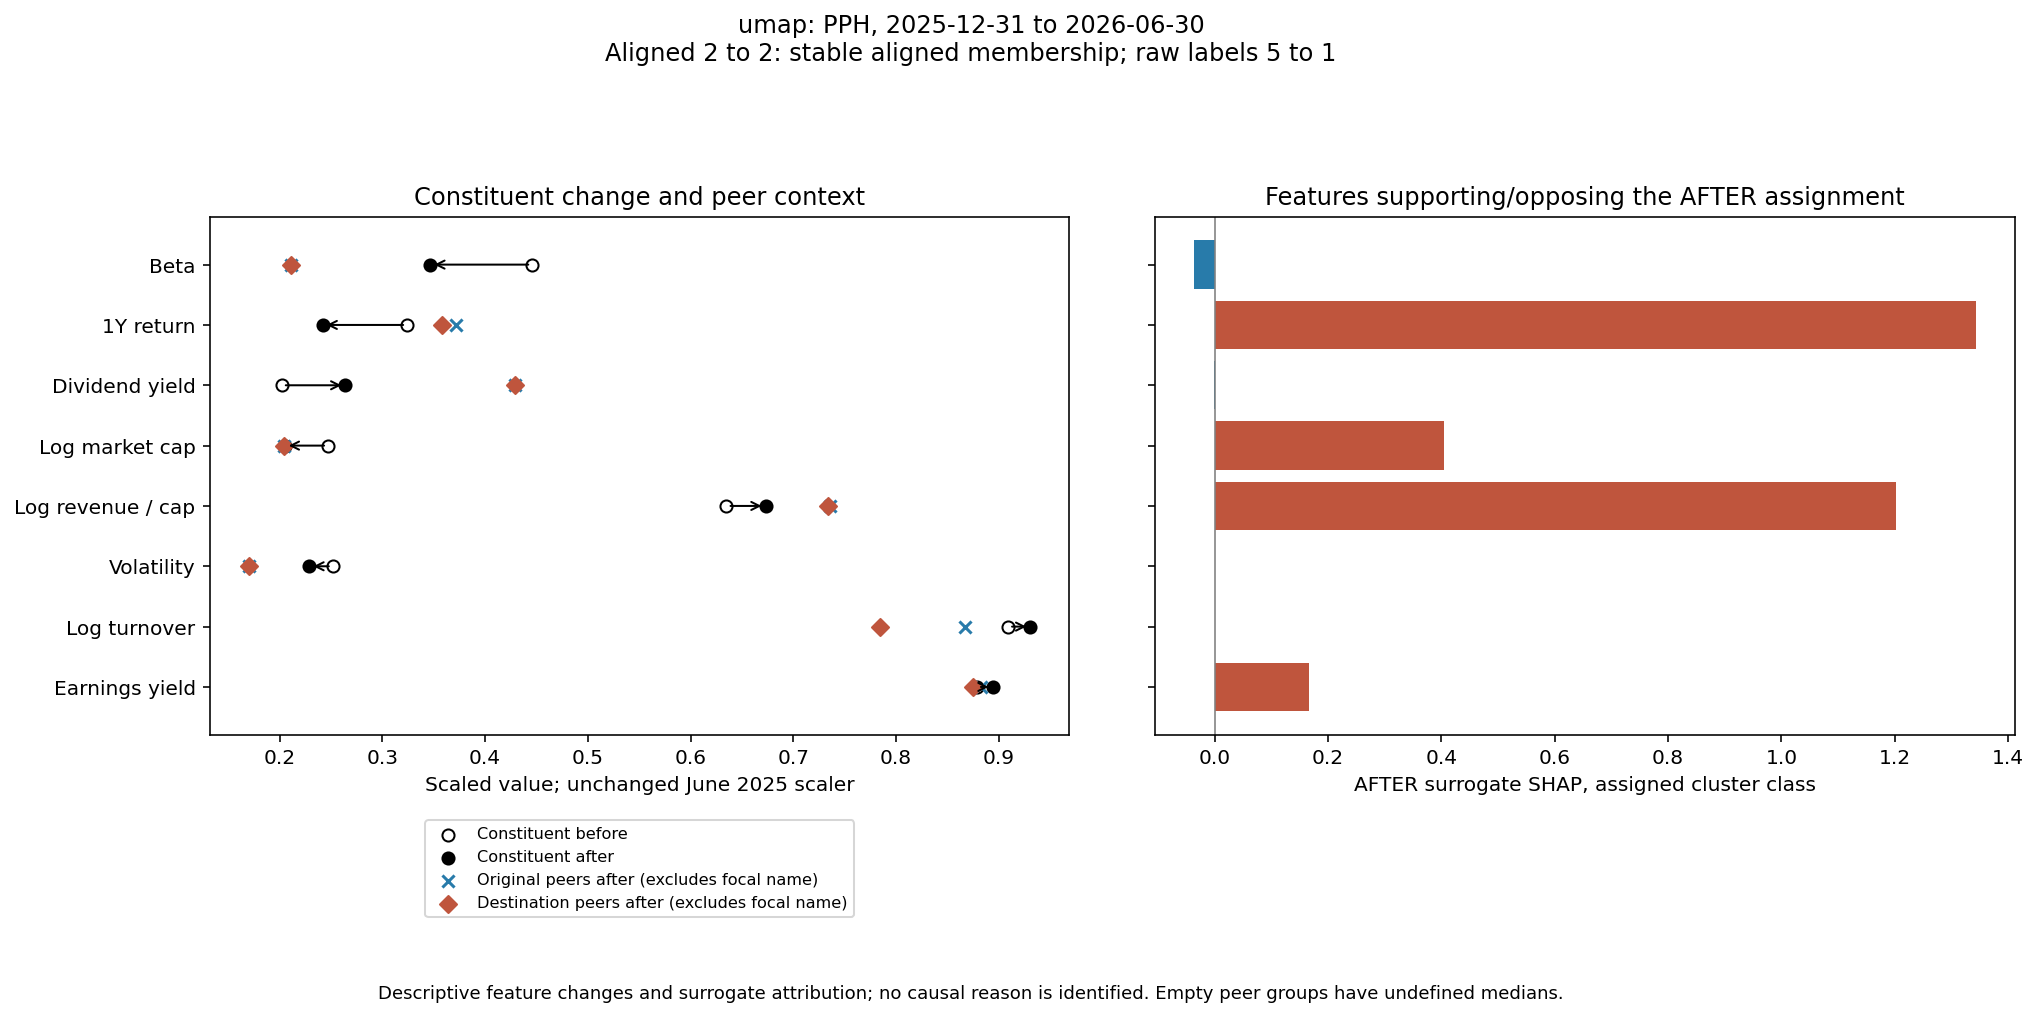 umap: PPH, 2025-12-31 to 2026-06-30
Aligned 2 to 2: stable aligned membership; raw labels 5 to 1
Constituent change and peer context
Beta
1Y return
Dividend yield
Log market cap
Log revenue / cap
Volatility
Log turnover
Earnings yield
0.2 0.3 0.4 0.5 0.6 0.7 0.8 0.9
Scaled value; unchanged June 2025 scaler
Constituent before
Constituent after
Original peers after (excludes focal name)
Destination peers after (excludes focal name)
Features supporting/opposing the AFTER assignment
0.0 0.2 0.4 0.6 0.8 1.0 1.2 1.4
AFTER surrogate SHAP, assigned cluster class
Descriptive feature changes and surrogate attribution; no causal reason is identified. Empty peer groups have undefined medians.